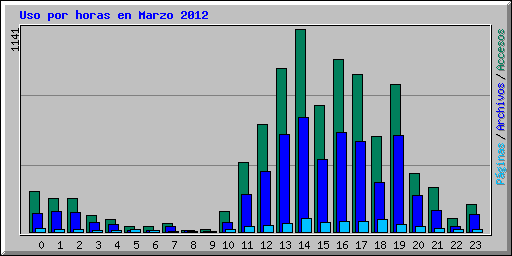 Uso por horas en Marzo 2012
1141
Páginas / Archivos / Accesos
0 1 2 3 4 5 6 7 8 9 10 11 12 13 14 15 16 17 18 19 20 21 22 23